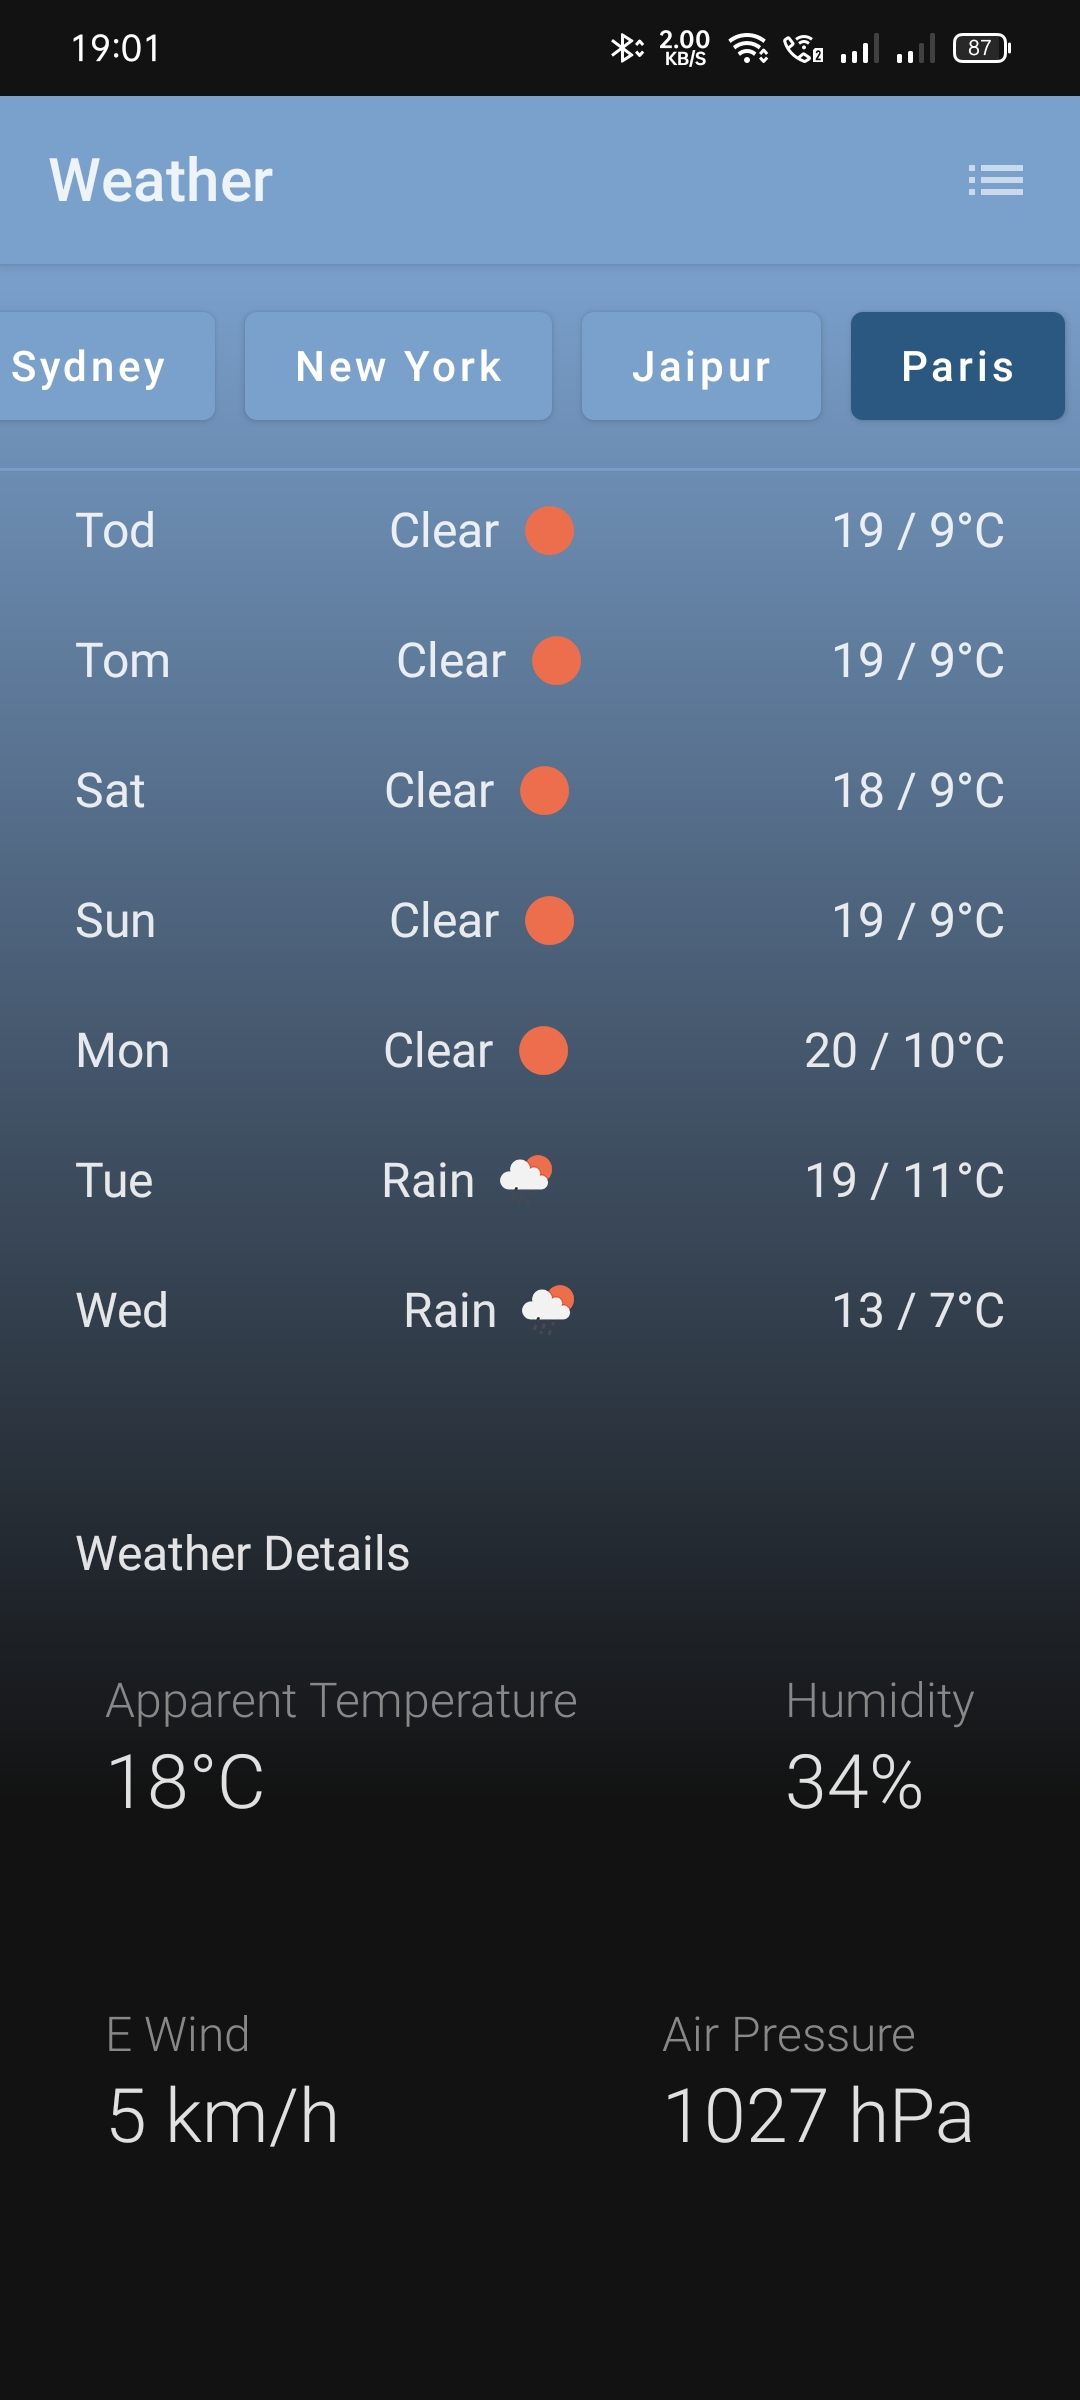 19:01 2.00 KB/S 2 87
Weather
Sydney New York Jaipur Paris
Tod Clear 19 / 9°C
Tom Clear 19 / 9°C
Sat Clear 18 / 9°C
Sun Clear 19 / 9°C
Mon Clear 20 / 10°C
Tue Rain 19 / 11°C
Wed Rain 13 / 7°C
Weather Details
Apparent Temperature Humidity
18°C 34%
E Wind Air Pressure
5 km/h 1027 hPa